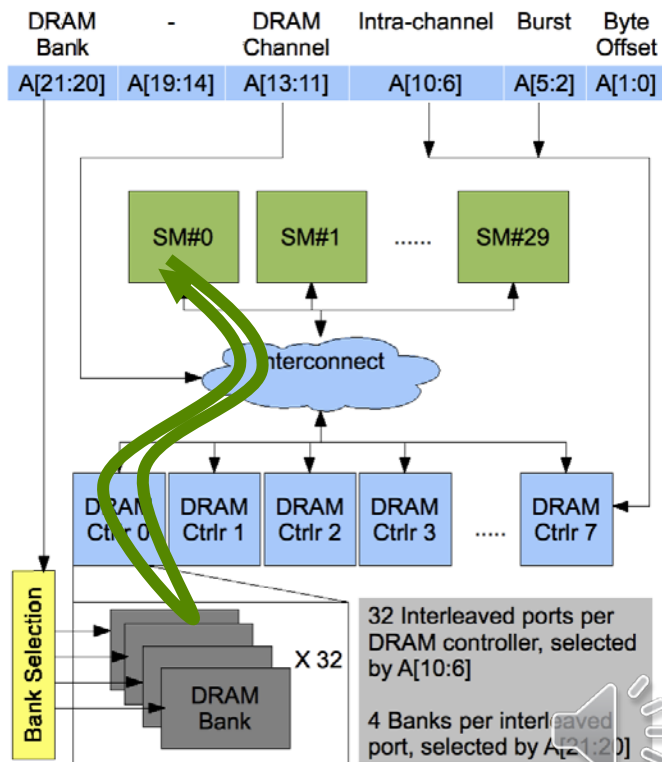 DRAM Bank
-
DRAM Channel
Intra-channel
Burst
Byte Offset
A[21:20]
A[19:14]
A[13:11]
A[10:6]
A[5:2]
A[1:0]
SM#0
SM#1
......
SM#29
Interconnect
DRAM
Ctrlr 0
DRAM
Ctrlr 1
DRAM
Ctrlr 2
DRAM
Ctrlr 3
.....
DRAM
Ctrlr 7
Bank Selection
X 32
DRAM
Bank
32 Interleaved ports per
DRAM controller, selected
by A[10:6]
4 Banks per interleaved
port, selected by A[21:20]